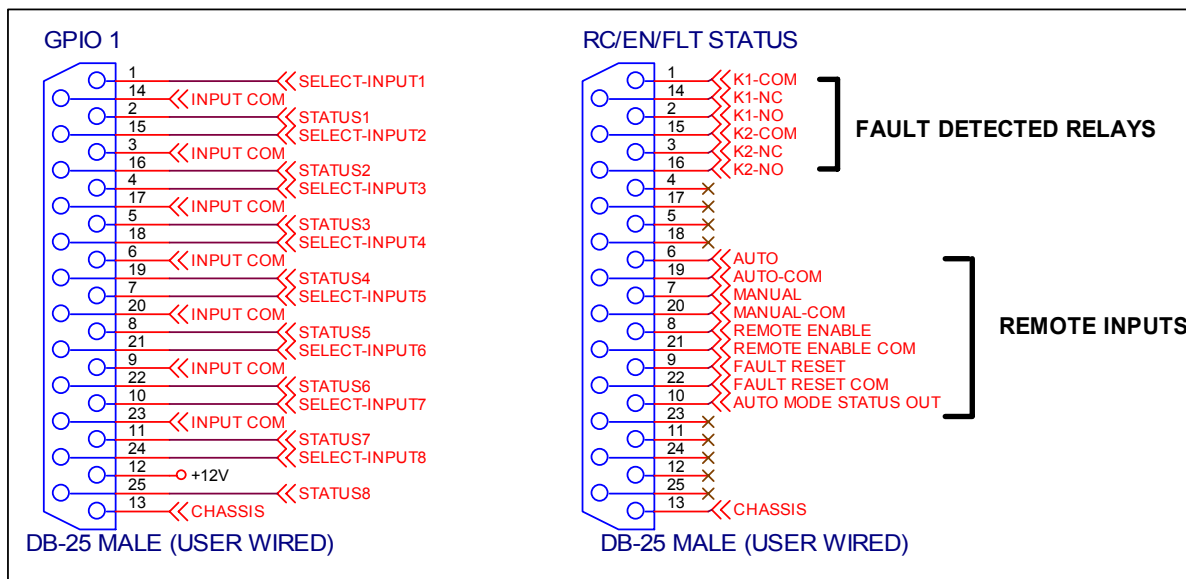 GPIO 1
1 SELECT-INPUT1
14 INPUT COM
2 STATUS1
15 SELECT-INPUT2
3 INPUT COM
16 STATUS2
4 SELECT-INPUT3
17 INPUT COM
5 STATUS3
18 SELECT-INPUT4
6 INPUT COM
19 STATUS4
7 SELECT-INPUT5
20 INPUT COM
8 STATUS5
21 SELECT-INPUT6
9 INPUT COM
22 STATUS6
10 SELECT-INPUT7
23 INPUT COM
11 STATUS7
24 SELECT-INPUT8
12 +12V
25 STATUS8
13 CHASSIS
DB-25 MALE (USER WIRED)
RC/EN/FLT STATUS
1 K1-COM
14 K1-NC
2 K1-NO
15 K2-COM
3 K2-NC
16 K2-NO
FAULT DETECTED RELAYS
4
17
5
18
6 AUTO
19 AUTO-COM
7 MANUAL
20 MANUAL-COM
8 REMOTE ENABLE
21 REMOTE ENABLE COM
9 FAULT RESET
22 FAULT RESET COM
10 AUTO MODE STATUS OUT
REMOTE INPUTS
23
11
24
12
25
13 CHASSIS
DB-25 MALE (USER WIRED)